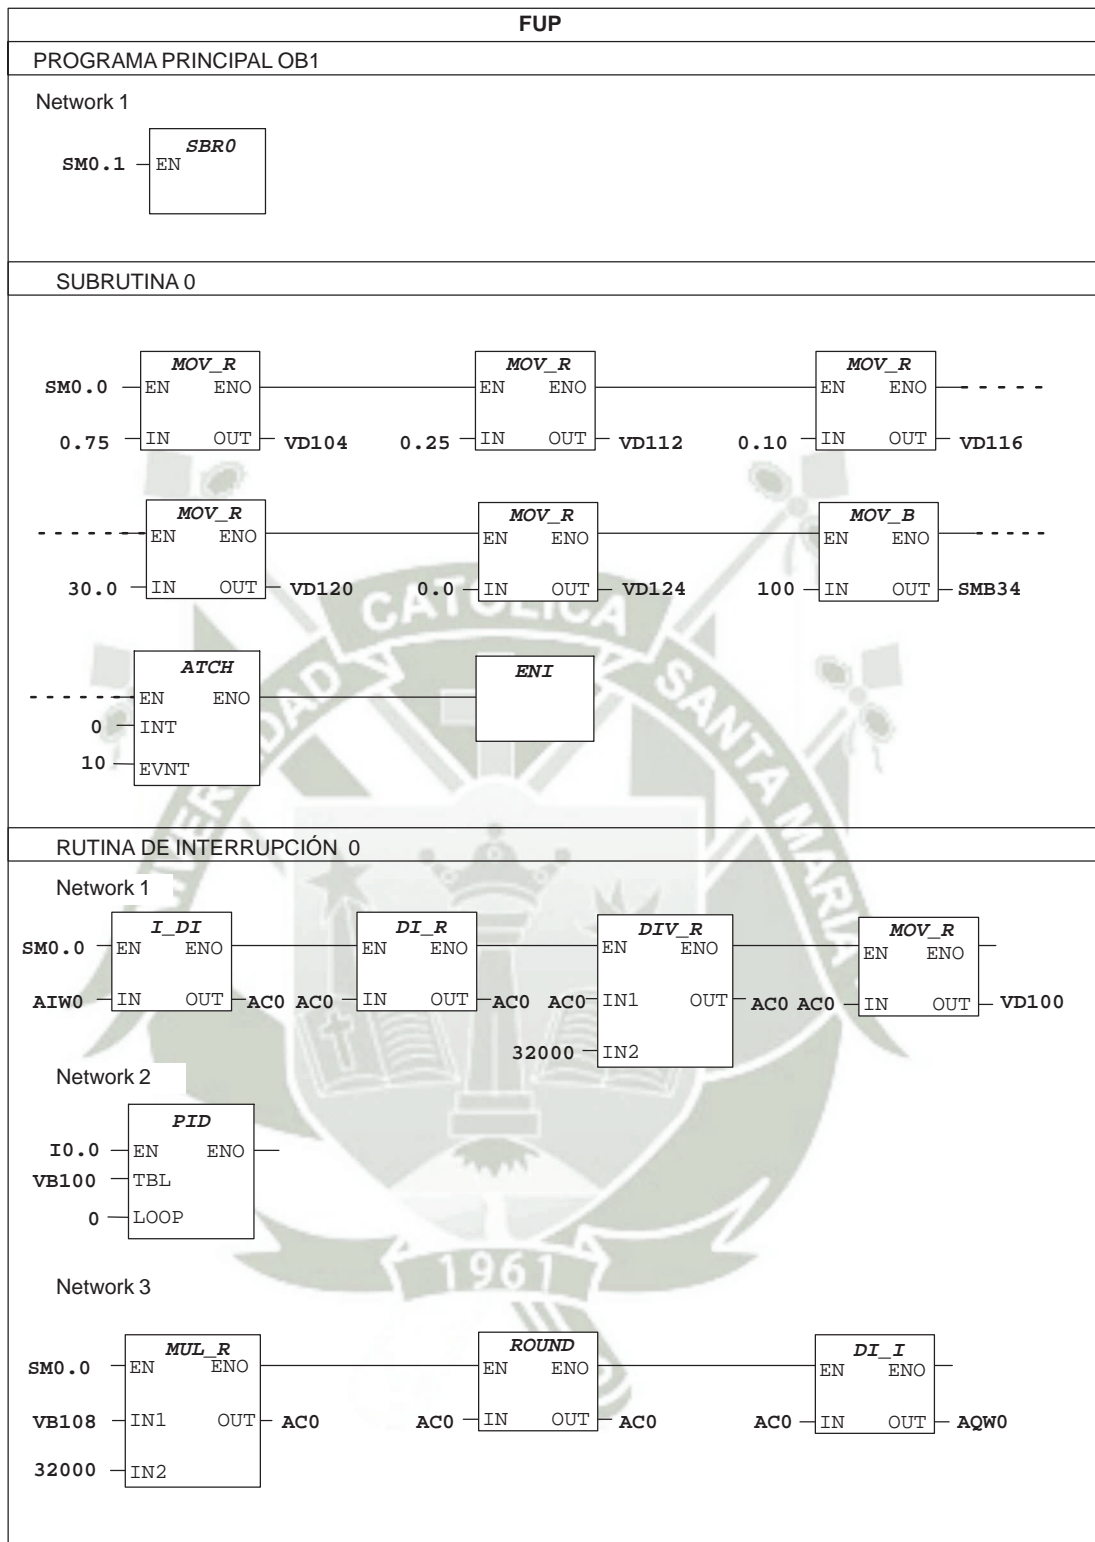 FUP
PROGRAMA PRINCIPAL OB1
Network 1
SBR0
SM0.1 EN
SUBRUTINA 0
MOV_R MOV_R MOV_R
SM0.0 EN ENO EN ENO EN ENO
0.75 IN OUT VD104 0.25 IN OUT VD112 0.10 IN OUT VD116
MOV_R MOV_R MOV_B
EN ENO EN ENO EN ENO
30.0 IN OUT VD120 0.0 IN OUT VD124 100 IN OUT SMB34
ATCH ENI
EN ENO
0 INT
10 EVNT
RUTINA DE INTERRUPCIÓN 0
Network 1
I_DI DI_R DIV_R MOV_R
SM0.0 EN ENO EN ENO EN ENO EN ENO
AIW0 IN OUT AC0 AC0 IN OUT AC0 AC0 IN1 OUT AC0 AC0 IN OUT VD100
32000 IN2
Network 2
PID
I0.0 EN ENO
VB100 TBL
0 LOOP
Network 3
MUL_R ROUND DI_I
SM0.0 EN ENO EN ENO EN ENO
VB108 IN1 OUT AC0 AC0 IN OUT AC0 AC0 IN OUT AQW0
32000 IN2
CATOLICA
SANTA MARIA
1961